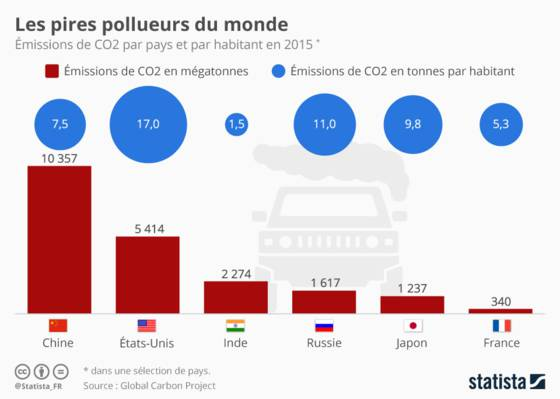 Les pires pollueurs du monde
Émissions de CO2 par pays et par habitant en 2015 *
Émissions de CO2 en mégatonnes
Émissions de CO2 en tonnes par habitant
7,5
17,0
1,5
11,0
9,8
5,3
10 357
5 414
2 274
1 617
1 237
340
Chine
États-Unis
Inde
Russie
Japon
France
cc
@Statista_FR
* dans une sélection de pays.
Source : Global Carbon Project
statista